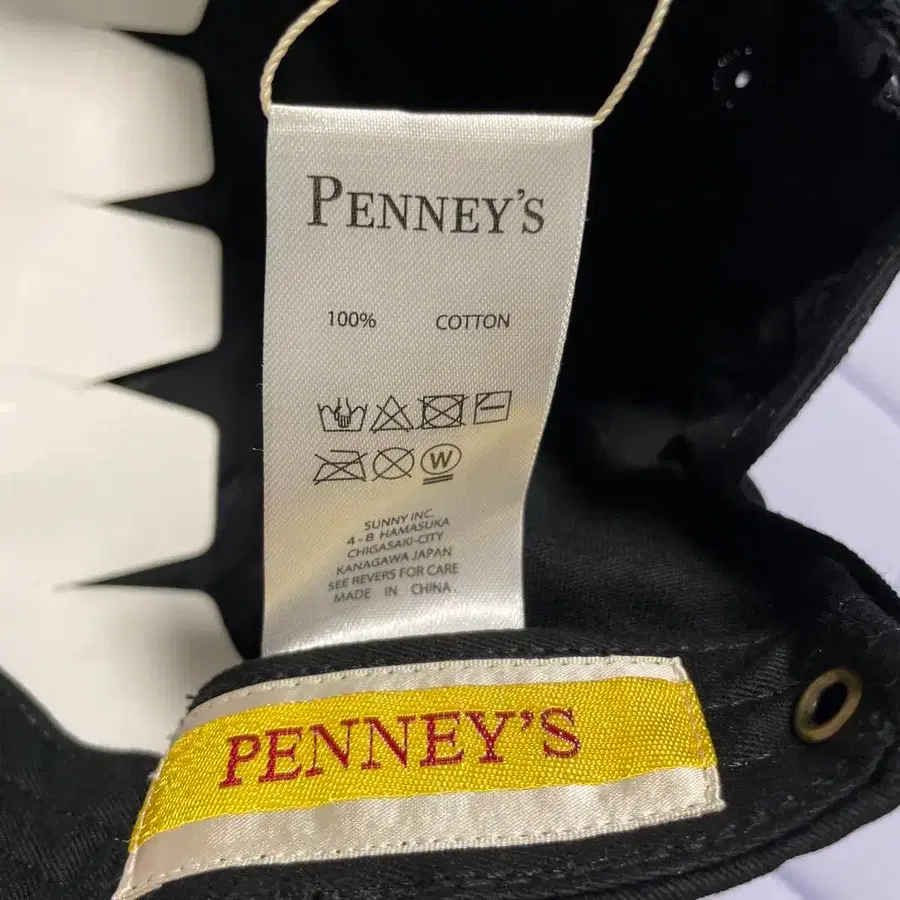 PENNEY'S
100% COTTON
W
SUNNY INC.
4-8 HAMASUKA
CHIGASAKI-CITY
KANAGAWA JAPAN
SEE REVERS FOR CARE
MADE IN CHINA.
PENNEY'S